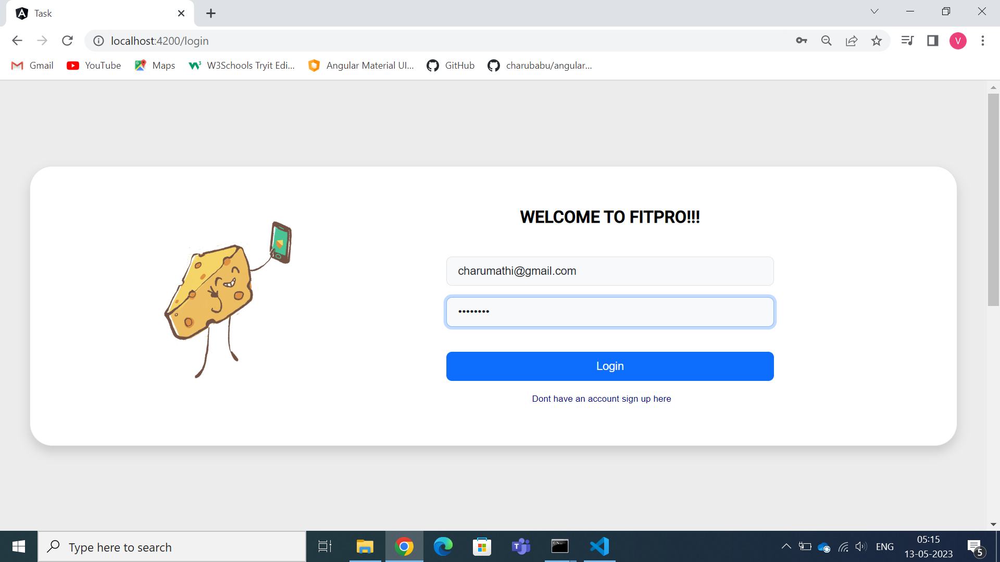 Task
localhost:4200/login
V
Gmail
YouTube
Maps
W3Schools Tryit Edi...
Angular Material UI...
GitHub
charubabu/angular...
WELCOME TO FITPRO!!!
charumathi@gmail.com
••••••••
Login
Dont have an account sign up here
Type here to search
ENG
05:15
13-05-2023
5